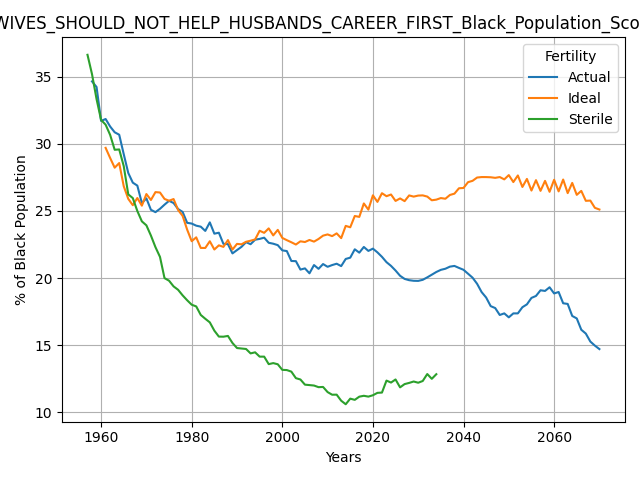 WIVES_SHOULD_NOT_HELP_HUSBANDS_CAREER_FIRST_Black_Population_Sco
Fertility
Actual
Ideal
Sterile
% of Black Population
35
30
25
20
15
10
1960 1980 2000 2020 2040 2060
Years